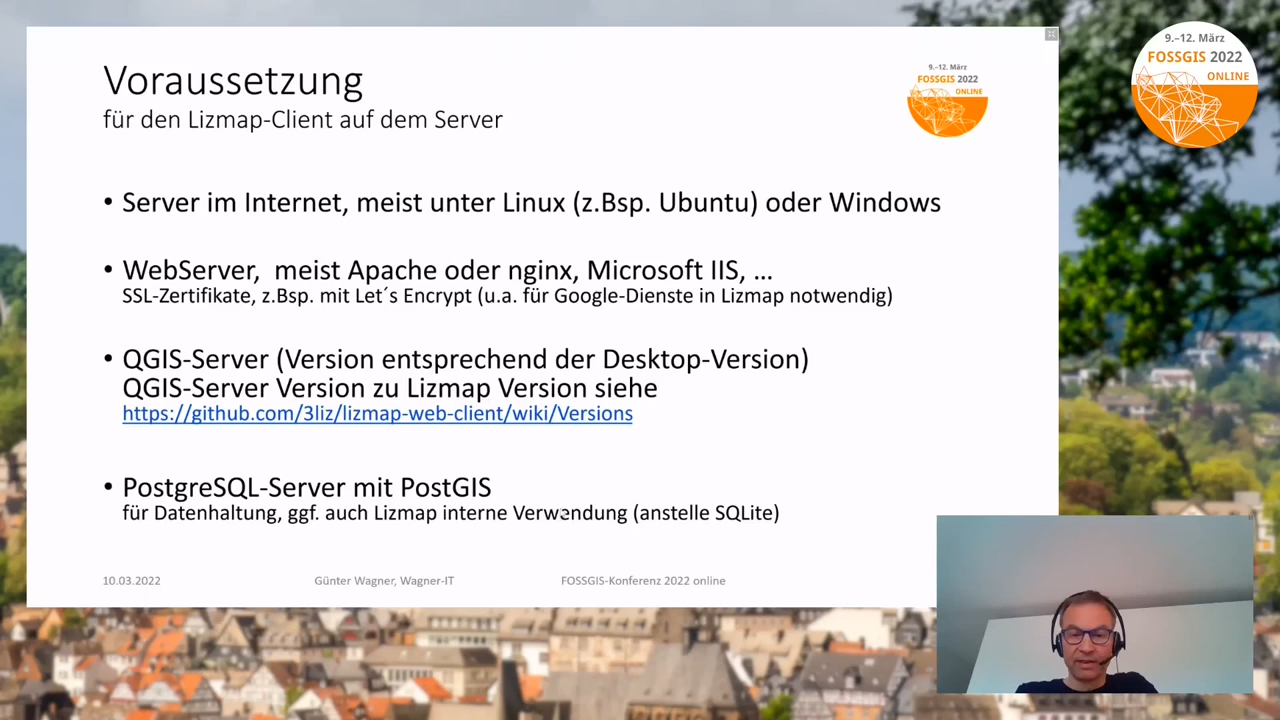 Voraussetzung
für den Lizmap-Client auf dem Server
9.–12. März
FOSSGIS 2022
ONLINE
• Server im Internet, meist unter Linux (z.Bsp. Ubuntu) oder Windows
• WebServer, meist Apache oder nginx, Microsoft IIS, ...
SSL-Zertifikate, z.Bsp. mit Let´s Encrypt (u.a. für Google-Dienste in Lizmap notwendig)
• QGIS-Server (Version entsprechend der Desktop-Version)
QGIS-Server Version zu Lizmap Version siehe
https://github.com/3liz/lizmap-web-client/wiki/Versions
• PostgreSQL-Server mit PostGIS
für Datenhaltung, ggf. auch Lizmap interne Verwendung (anstelle SQLite)
10.03.2022 Günter Wagner, Wagner-IT FOSSGIS-Konferenz 2022 online
9.–12. März
FOSSGIS 2022
ONLINE